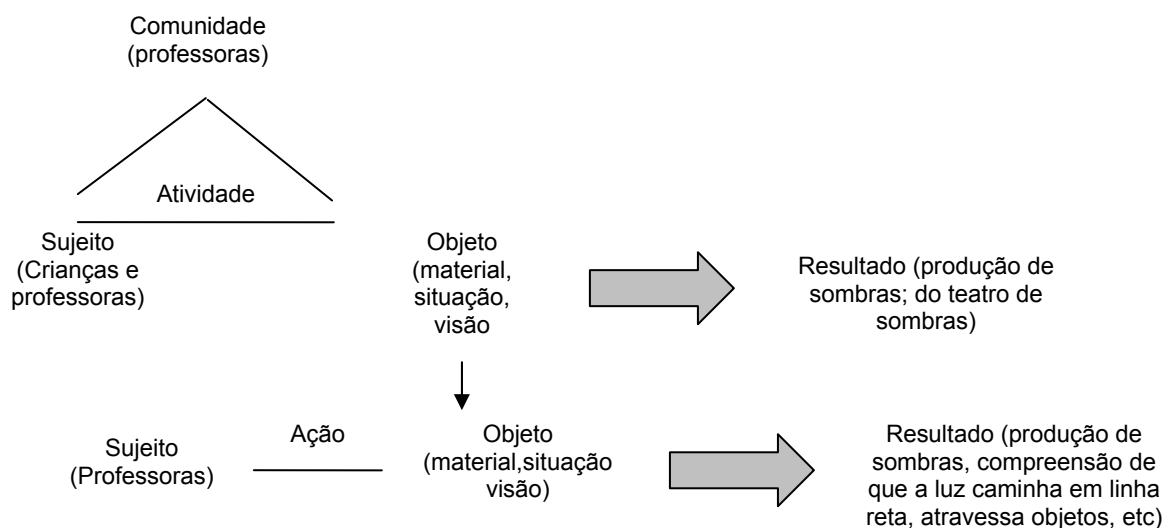 Comunidade
(professoras)
Atividade
Sujeito
(Crianças e
professoras)
Objeto
(material,
situação,
visão
Resultado (produção de
sombras; do teatro de
sombras)
Sujeito
(Professoras)
Ação
Objeto
(material,situação
visão)
Resultado (produção de
sombras, compreensão de
que a luz caminha em linha
reta, atravessa objetos, etc)